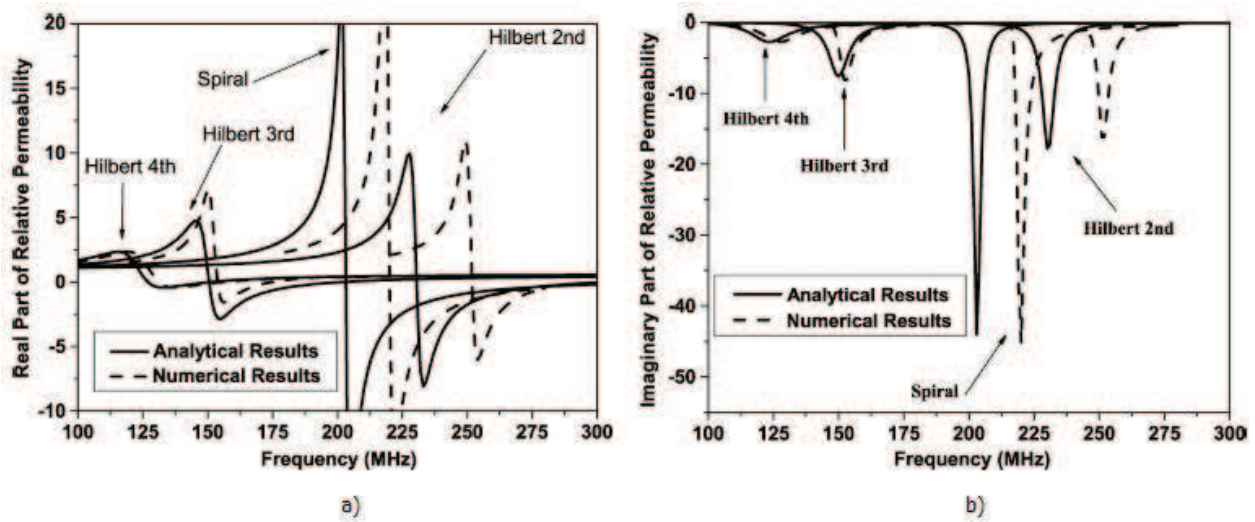 Real Part of Relative Permeability
20
15
10
5
0
-5
-10
Spiral
Hilbert 2nd
Hilbert 3rd
Hilbert 4th
Analytical Results
Numerical Results
100 125 150 175 200 225 250 275 300
Frequency (MHz)
a)
Imaginary Part of Relative Permeability
0
-10
-20
-30
-40
-50
Hilbert 4th
Hilbert 3rd
Hilbert 2nd
Analytical Results
Numerical Results
Spiral
100 125 150 175 200 225 250 275 300
Frequency (MHz)
b)